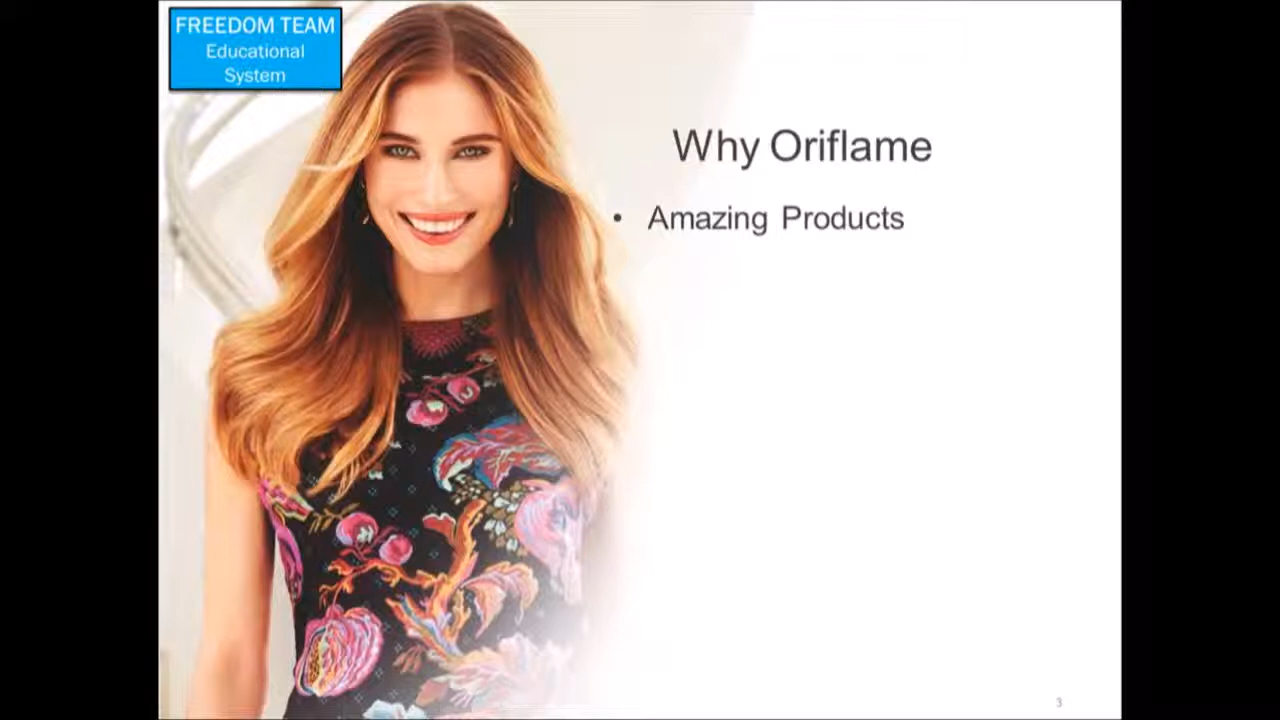 FREEDOM TEAM
Educational
System
Why Oriflame
• Amazing Products
3